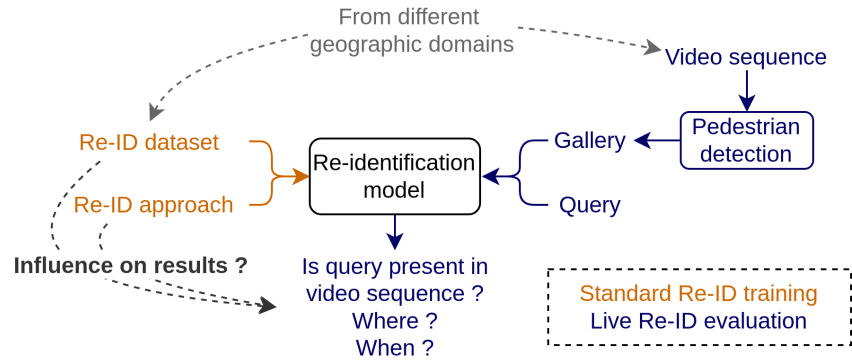 From different
geographic domains
Video sequence
Re-ID dataset
Re-ID approach
Re-identification
model
Gallery
Query
Pedestrian
detection
Influence on results ?
Is query present in
video sequence ?
Where ?
When ?
Standard Re-ID training
Live Re-ID evaluation